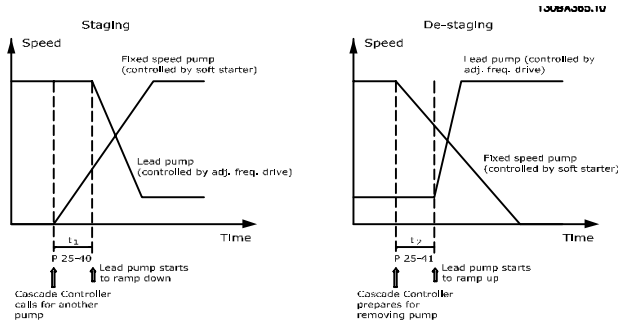 130BA365.10
Staging
Speed
Fixed speed pump
(controlled by soft starter)
Lead pump
(controlled by adj. freq. drive)
Time
t1
P 25-40
Lead pump starts
to ramp down
Cascade Controller
calls for another
pump
De-staging
Speed
Lead pump (controlled by
adj. freq. drive)
Fixed speed pump
(controlled by soft starter)
Time
t2
P 25-41
Lead pump starts
to ramp up
Cascade Controller
prepares for
removing pump